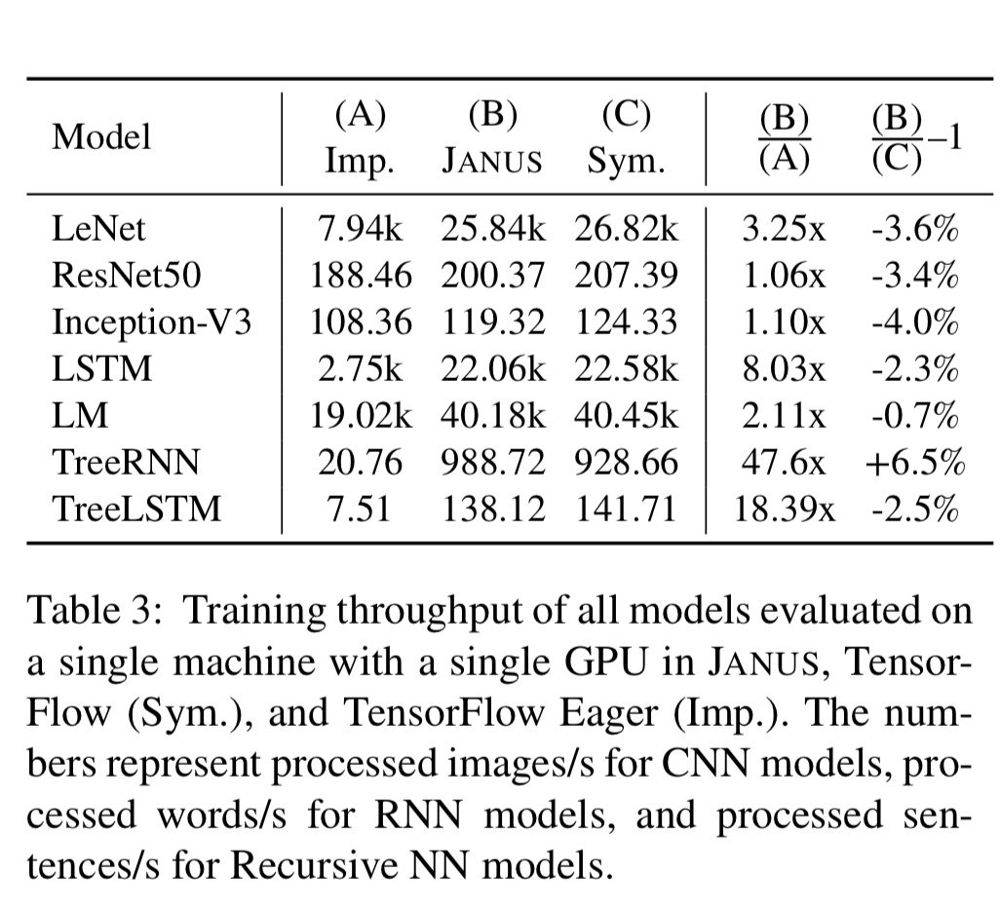 Model (A) Imp. (B) JANUS (C) Sym. (B)/(A) (B)/(C)–1
LeNet 7.94k 25.84k 26.82k 3.25x -3.6%
ResNet50 188.46 200.37 207.39 1.06x -3.4%
Inception-V3 108.36 119.32 124.33 1.10x -4.0%
LSTM 2.75k 22.06k 22.58k 8.03x -2.3%
LM 19.02k 40.18k 40.45k 2.11x -0.7%
TreeRNN 20.76 988.72 928.66 47.6x +6.5%
TreeLSTM 7.51 138.12 141.71 18.39x -2.5%
Table 3: Training throughput of all models evaluated on
a single machine with a single GPU in JANUS, Tensor-
Flow (Sym.), and TensorFlow Eager (Imp.). The num-
bers represent processed images/s for CNN models, pro-
cessed words/s for RNN models, and processed sen-
tences/s for Recursive NN models.